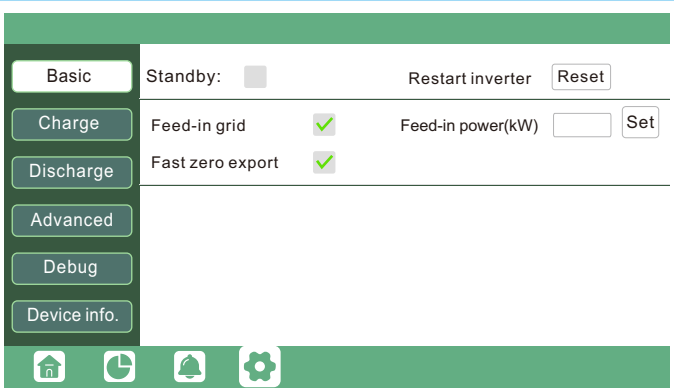 Basic
Standby:
Restart inverter
Reset
Charge
Feed-in grid
Feed-in power(kW)
Set
Discharge
Fast zero export
Advanced
Debug
Device info.